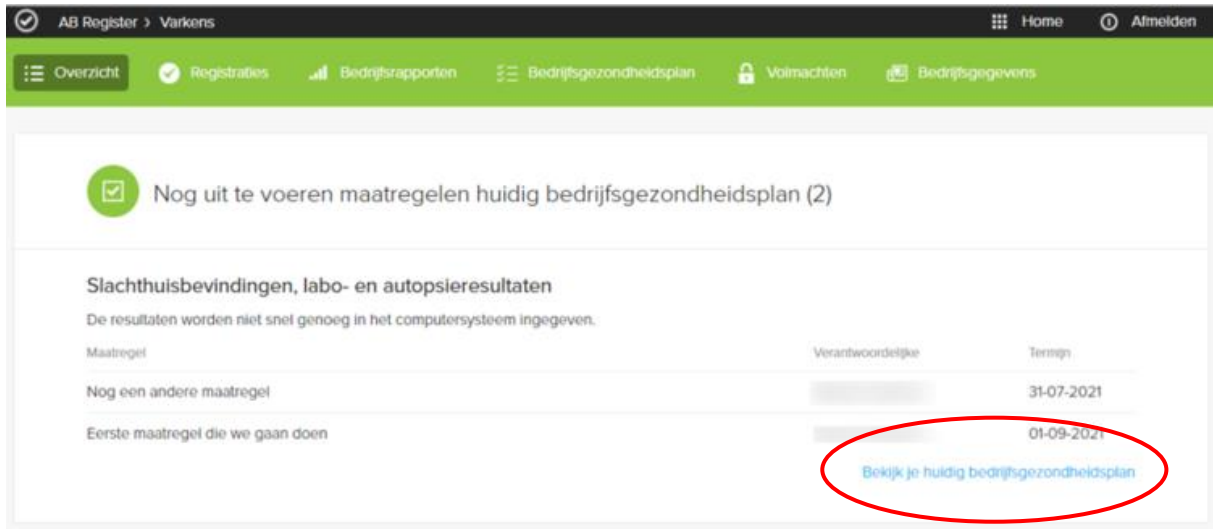 AB Register > Varkens Home Afmelden
Overzicht Registraties Bedrijfsrapporten Bedrijfsgezondheidsplan Volmachten Bedrijfsgegevens
Nog uit te voeren maatregelen huidig bedrijfsgezondheidsplan (2)
Slachthuisbevindingen, labo- en autopsieresultaten
De resultaten worden niet snel genoeg in het computersysteem ingegeven.
Maatregel Verantwoordelijke Termijn
Nog een andere maatregel 31-07-2021
Eerste maatregel die we gaan doen 01-09-2021
Bekijk je huidig bedrijfsgezondheidsplan